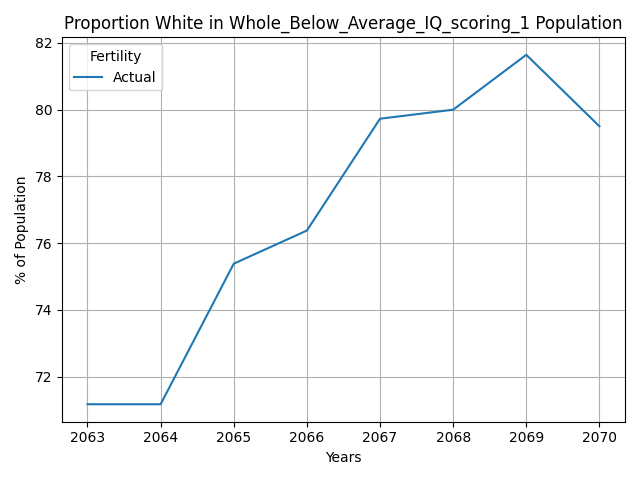 Proportion White in Whole_Below_Average_IQ_scoring_1 Population
Fertility
Actual
% of Population
82
80
78
76
74
72
2063 2064 2065 2066 2067 2068 2069 2070
Years